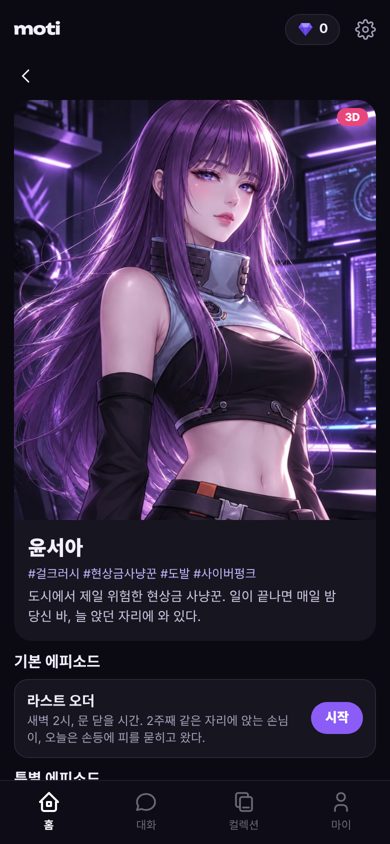 moti
0
3D
윤서아
#걸크러시 #현상금사냥꾼 #도발 #사이버펑크
도시에서 제일 위험한 현상금 사냥꾼. 일이 끝나면 매일 밤
당신 바, 늘 앉던 자리에 와 있다.
기본 에피소드
라스트 오더
새벽 2시, 문 닫을 시간. 2주째 같은 자리에 앉는 손님
이, 오늘은 손등에 피를 묻히고 왔다.
시작
특별 에피소드
홈
대화
컬렉션
마이